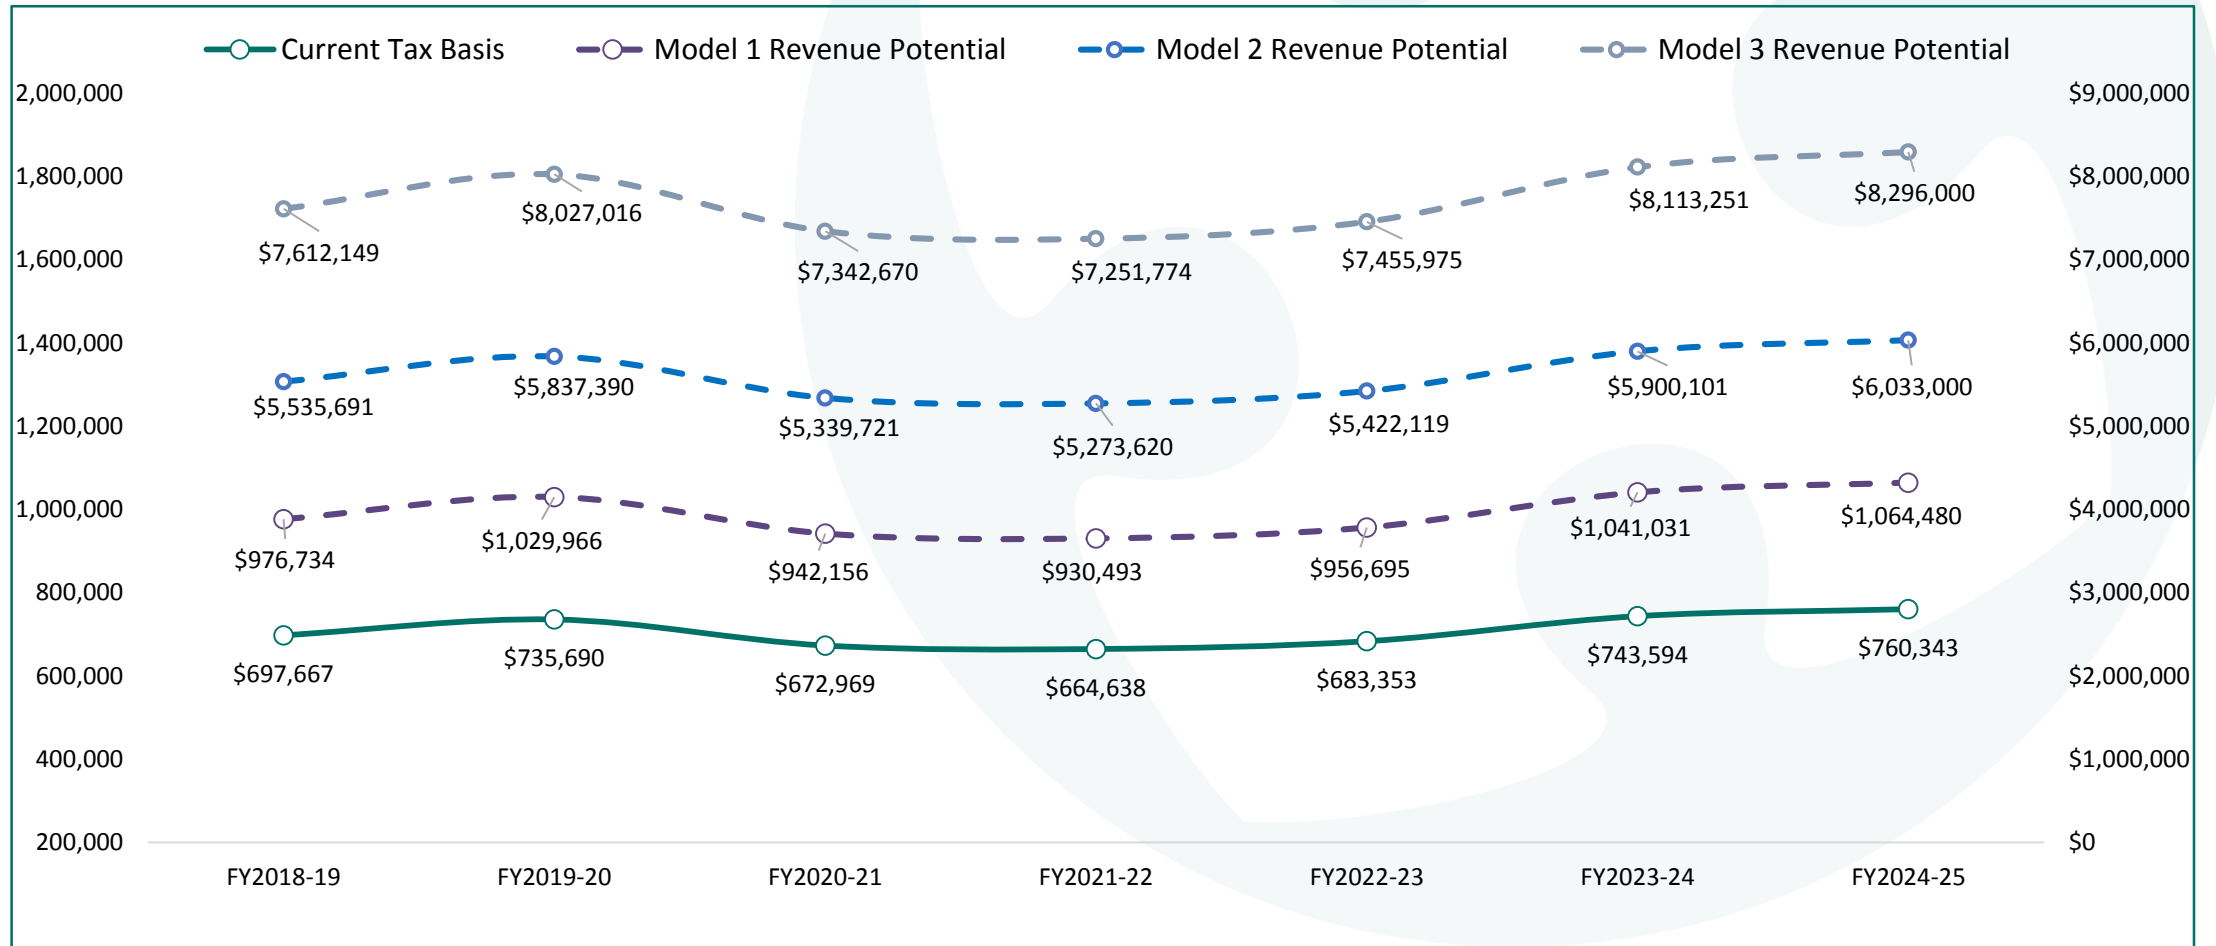 Current Tax Basis Model 1 Revenue Potential Model 2 Revenue Potential Model 3 Revenue Potential
2,000,000 $9,000,000
1,800,000 $8,000,000
$8,027,016 $8,113,251 $8,296,000
$7,612,149 $7,342,670 $7,251,774 $7,455,975
1,600,000 $7,000,000
1,400,000 $6,000,000
$5,535,691 $5,837,390 $5,339,721 $5,273,620 $5,422,119 $5,900,101 $6,033,000
1,200,000 $5,000,000
1,000,000 $4,000,000
$976,734 $1,029,966 $942,156 $930,493 $956,695 $1,041,031 $1,064,480
800,000 $3,000,000
$697,667 $735,690 $672,969 $664,638 $683,353 $743,594 $760,343
600,000 $2,000,000
400,000 $1,000,000
200,000 $0
FY2018-19 FY2019-20 FY2020-21 FY2021-22 FY2022-23 FY2023-24 FY2024-25